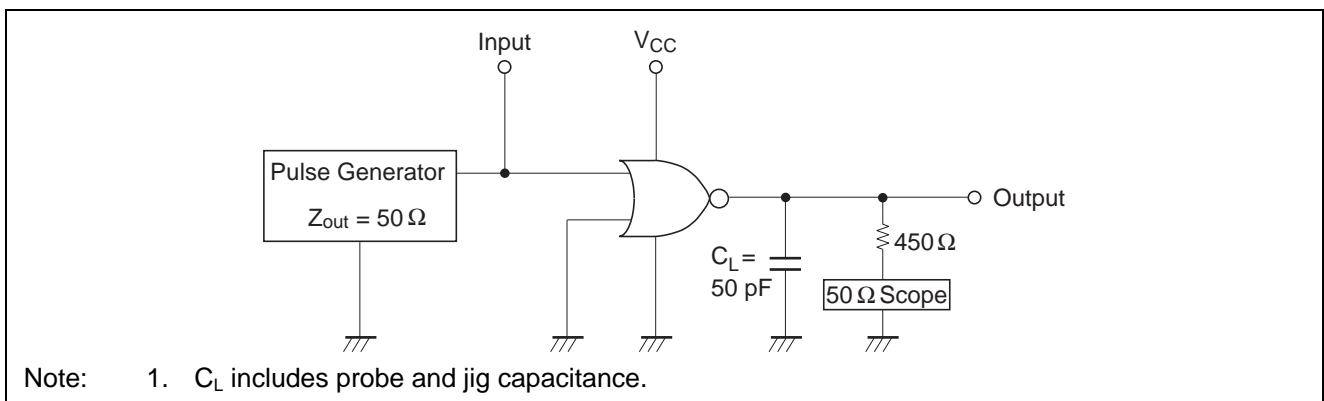 Input
VCC
Pulse Generator
Zout = 50 Ω
Output
450 Ω
CL =
50 pF
50 Ω Scope
Note: 1. CL includes probe and jig capacitance.